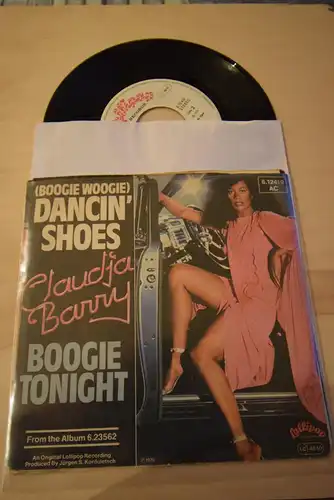 (BOOGIE WOOGIE)
DANCIN'
SHOES
Claudja
Barry
BOOGIE
TONIGHT
From the Album 6.23562
An Original Lollipop Recording
Produced by Jürgen S. Korduletsch
6.12419
AC
Lollipop